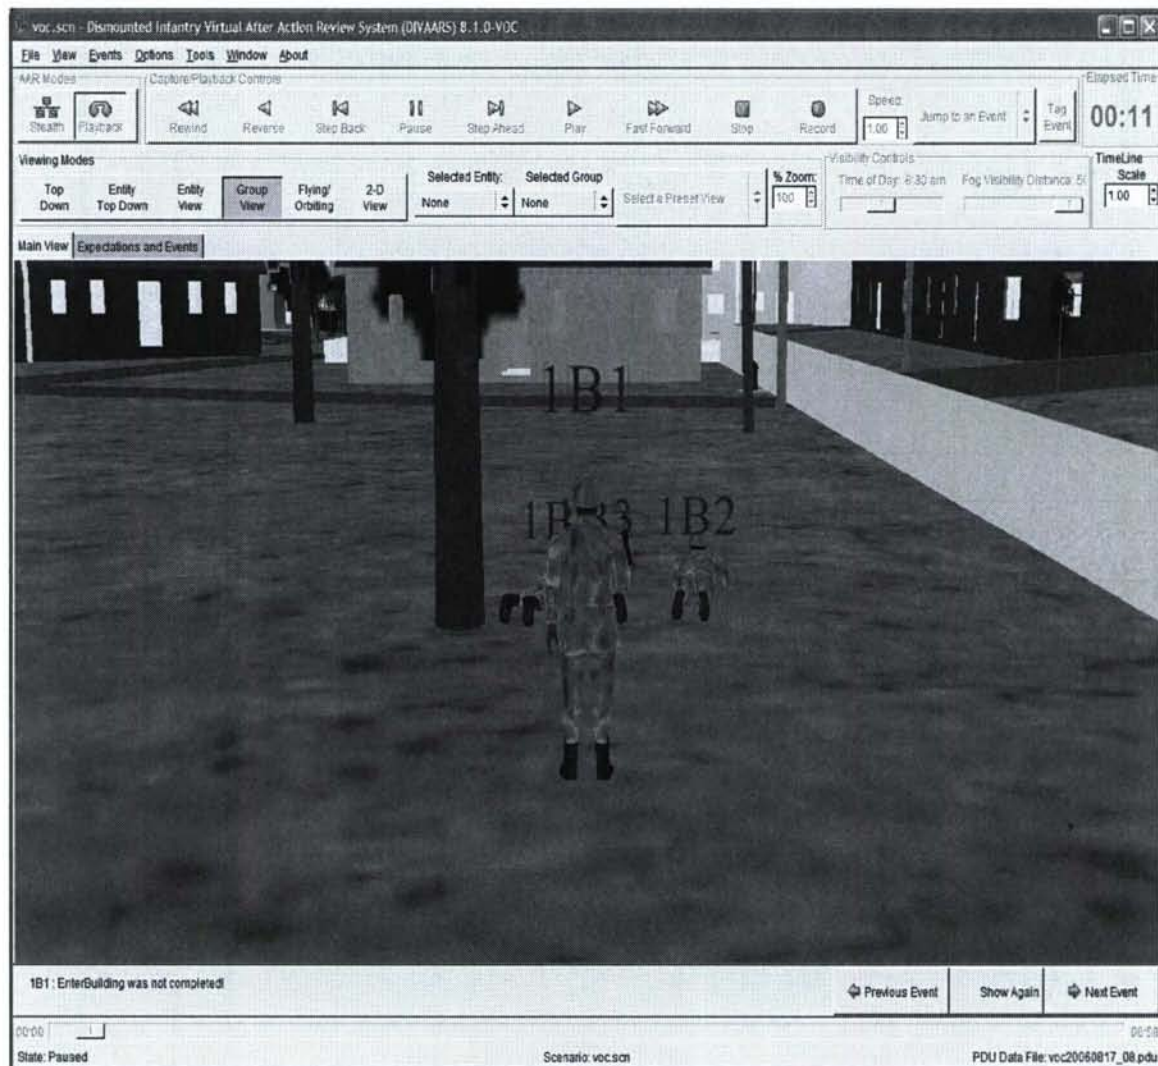 voc.scn - Dismounted Infantry Virtual After Action Review System (DIVAARS) 8.1.0-VOC
File View Events Options Tools Window About
AAR Modes
Capture/Playback Controls
Elapsed Time
Stealth Playback Rewind Reverse Step Back Pause Step Ahead Play Fast Forward Stop Record
Speed:
1.00
Jump to an Event
Tag Event
00:11
Viewing Modes
Top Down
Entity Top Down
Entity View
Group View
Flying/ Orbiting
2-D View
Selected Entity:
None
Selected Group
None
Select a Preset View
% Zoom:
100
Visibility Controls
Time of Day: 6:30 am
Fog Visibility Distance:
TimeLine
Scale
1.00
Main View Expectations and Events
1B1
1B2
1B1 : EnterBuilding was not completed!
Previous Event Show Again Next Event
00:00
State: Paused Scenario: voc.scn PDU Data File: voc20060817_08.pdu